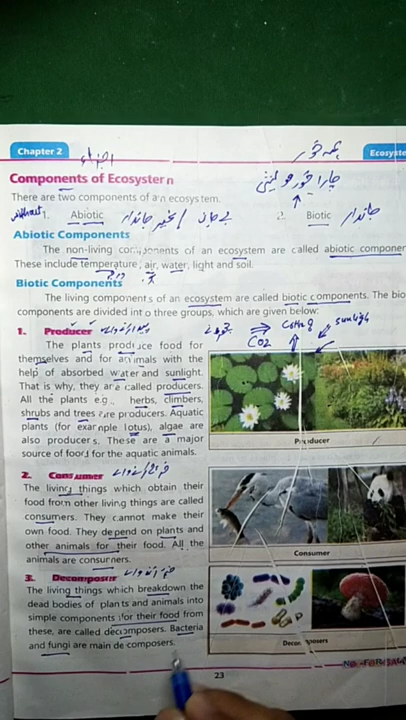 Chapter 2
Ecosyste
Components of Ecosystem
There are two components of an ecosystem.
1. Abiotic
2. Biotic جاندار
Abiotic Components
The non-living components of an ecosystem are called abiotic componen
These include temperature, air, water, light and soil.
Biotic Components
The living components of an ecosystem are called biotic components. The bio
components are divided into three groups, which are given below:
1. Producer
The plants produce food for
themselves and for animals with the
help of absorbed water and sunlight.
That is why, they are called producers.
All the plants e.g., herbs, climbers,
shrubs and trees are producers. Aquatic
plants (for example lotus), algae are
also producers. These are a major
source of food for the aquatic animals.
CO2
sunligh
Producer
2. Consumer
The living things which obtain their
food from other living things are called
consumers. They cannot make their
own food. They depend on plants and
other animals for their food. All the
animals are consumers.
Consumer
3. Decomposer
The living things which breakdown the
dead bodies of plants and animals into
simple components for their food from
these, are called decomposers. Bacteria
and fungi are main decomposers.
Decomposers
23